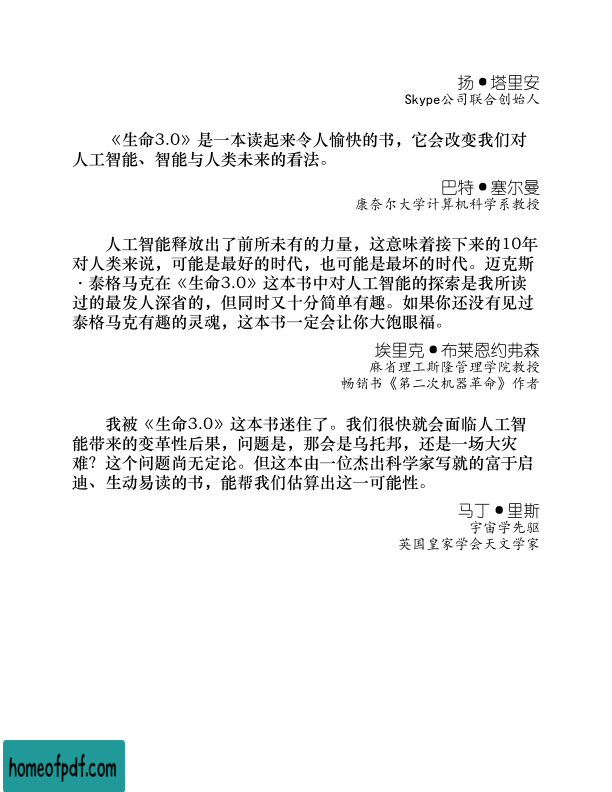 扬●塔里安
Skype公司联合创始人
《生命3.0》是一本读起来令人愉快的书，它会改变我们对
人工智能、智能与人类未来的看法。
巴特●塞尔曼
康奈尔大学计算机科学系教授
人工智能释放出了前所未有的力量，这意味着接下来的10年
对人类来说，可能是最好的时代，也可能是最坏的时代。迈克斯
·泰格马克在《生命3.0》这本书中对人工智能的探索是我所读
过的最发人深省的，但同时又十分简单有趣。如果你还没有见过
泰格马克有趣的灵魂，这本书一定会让你大饱眼福。
埃里克●布莱恩约弗森
麻省理工斯隆管理学院教授
畅销书《第二次机器革命》作者
我被《生命3.0》这本书迷住了。我们很快就会面临人工智
能带来的变革性后果，问题是，那会是乌托邦，还是一场大灾
难？这个问题尚无定论。但这本由一位杰出科学家写就的富于启
迪、生动易读的书，能帮我们估算出这一可能性。
马丁●里斯
宇宙学先驱
英国皇家学会天文学家
homeofpdf.com